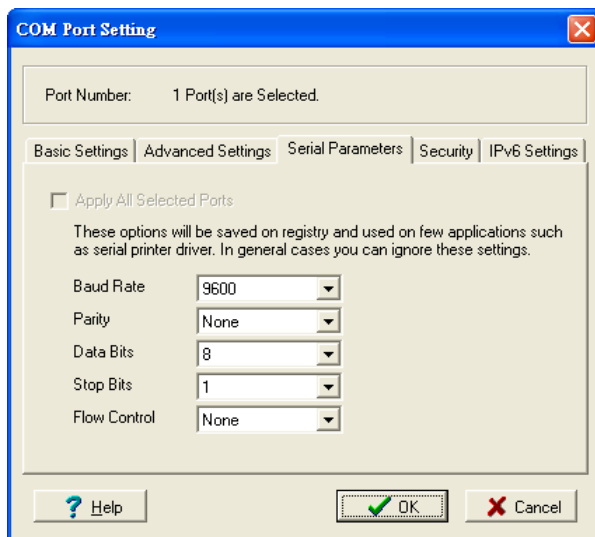 COM Port Setting
Port Number: 1 Port(s) are Selected.
Basic Settings Advanced Settings Serial Parameters Security IPv6 Settings
Apply All Selected Ports
These options will be saved on registry and used on few applications such
as serial printer driver. In general cases you can ignore these settings.
Baud Rate 9600
Parity None
Data Bits 8
Stop Bits 1
Flow Control None
Help OK Cancel